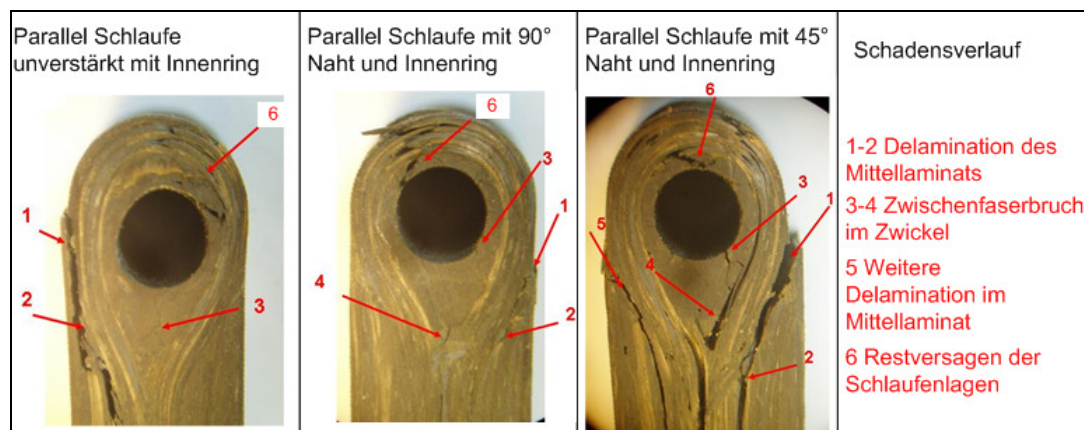 Parallel Schlaufe
unverstärkt mit Innenring
6
1
2
3
Parallel Schlaufe mit 90°
Naht und Innenring
6
3
1
4
2
Parallel Schlaufe mit 45°
Naht und Innenring
6
3
1
5
4
2
Schadensverlauf
1-2 Delamination des
Mittellaminats
3-4 Zwischenfaserbruch
im Zwickel
5 Weitere
Delamination im
Mittellaminat
6 Restversagen der
Schlaufenlagen